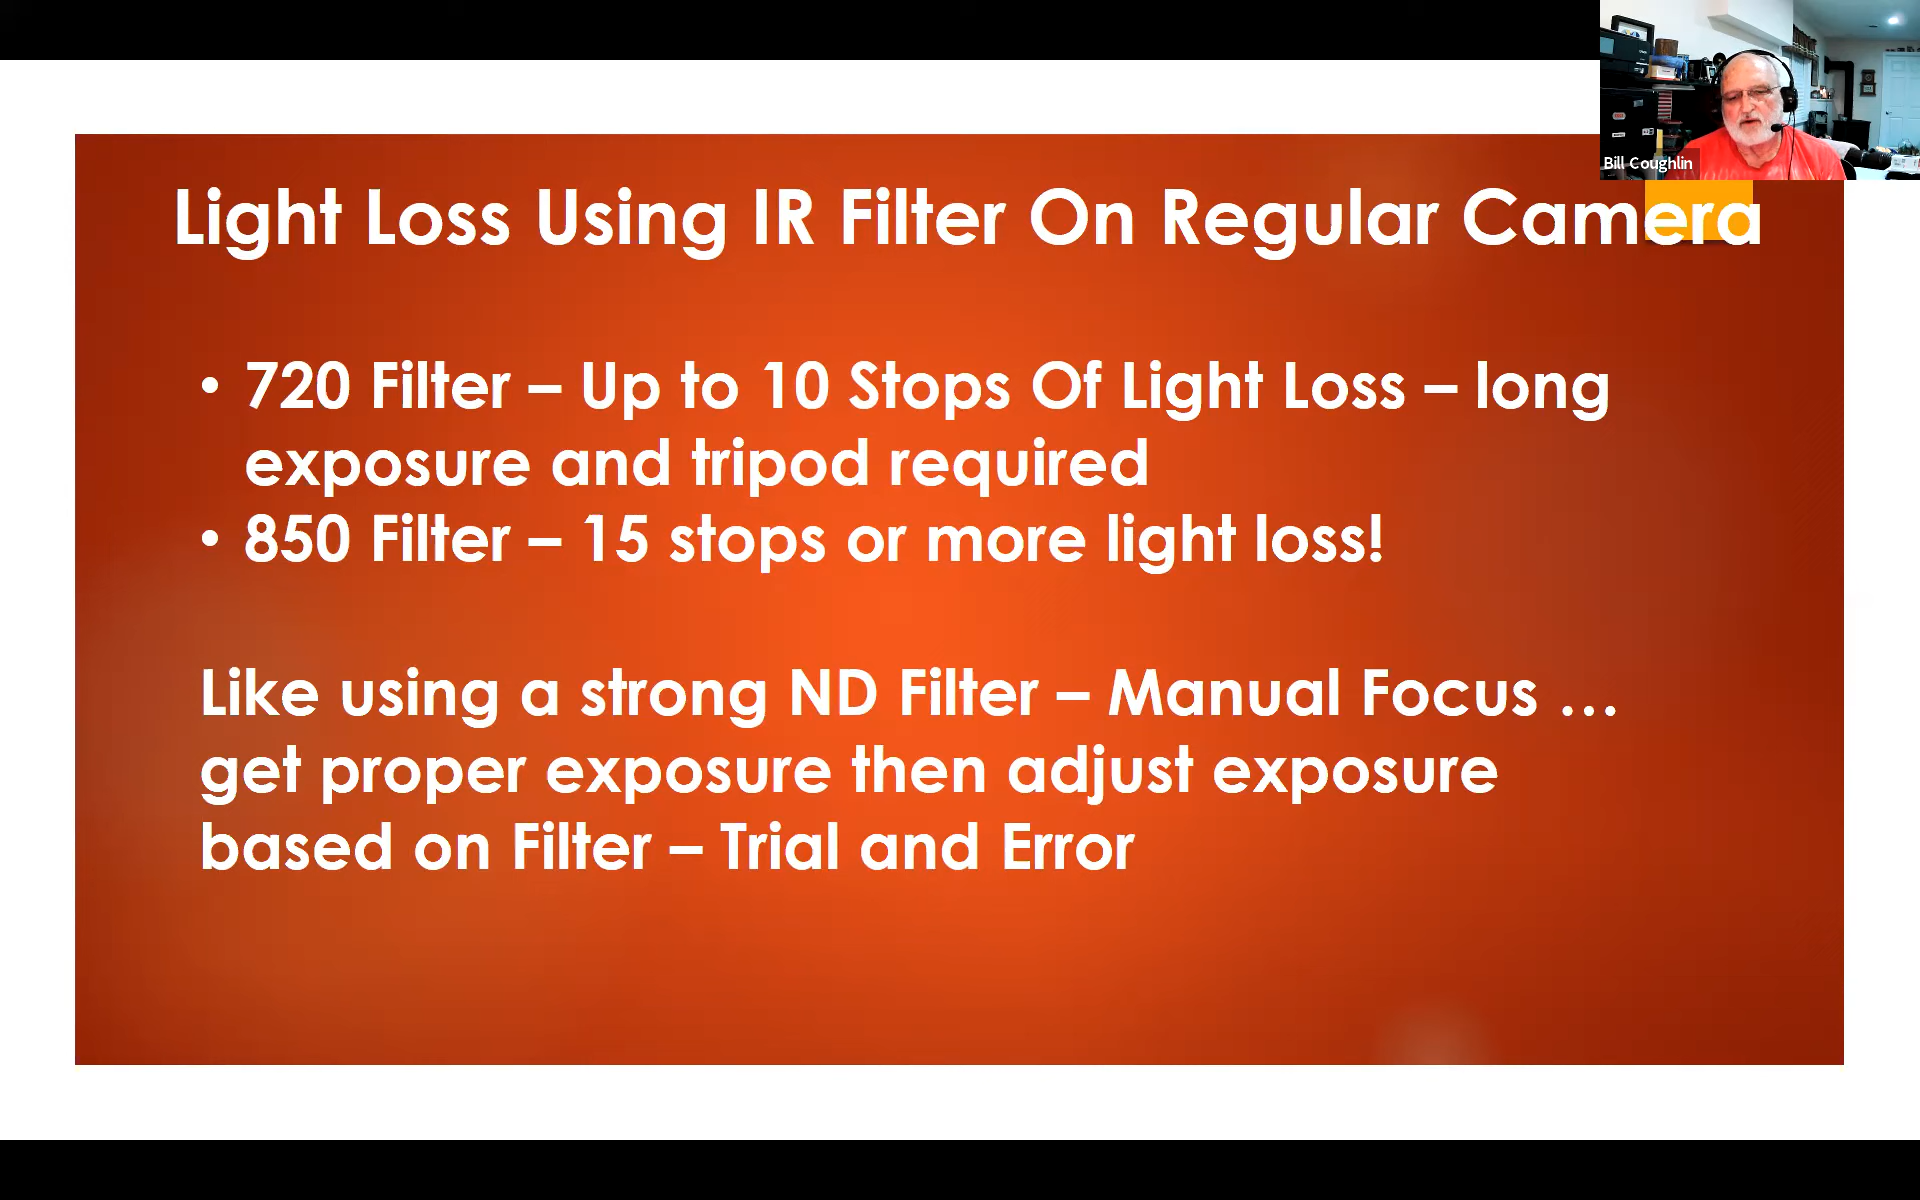 Bill Coughlin
Light Loss Using IR Filter On Regular Camera
• 720 Filter – Up to 10 Stops Of Light Loss – long
exposure and tripod required
• 850 Filter – 15 stops or more light loss!
Like using a strong ND Filter – Manual Focus …
get proper exposure then adjust exposure
based on Filter – Trial and Error